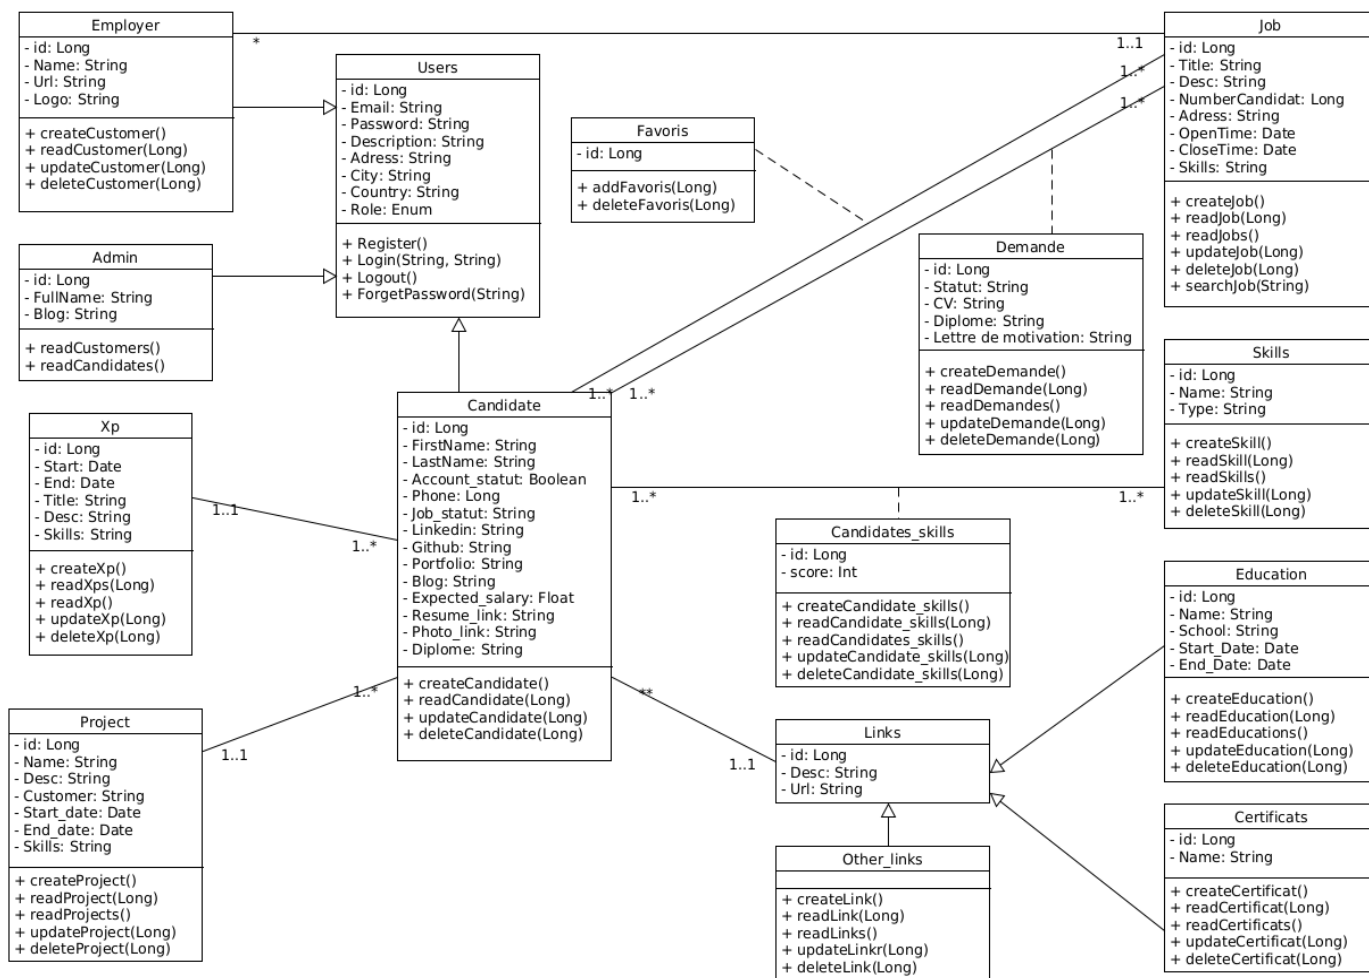 Employer
- id: Long
- Name: String
- Url: String
- Logo: String
+ createCustomer()
+ readCustomer(Long)
+ updateCustomer(Long)
+ deleteCustomer(Long)
*
1..1
Users
- id: Long
- Email: String
- Password: String
- Description: String
- Adress: String
- City: String
- Country: String
- Role: Enum
+ Register()
+ Login(String, String)
+ Logout()
+ ForgetPassword(String)
Job
- id: Long
- Title: String
- Desc: String
- NumberCandidat: Long
- Adress: String
- OpenTime: Date
- CloseTime: Date
- Skills: String
+ createJob()
+ readJob(Long)
+ readJobs()
+ updateJob(Long)
+ deleteJob(Long)
+ searchJob(String)
1..*
1..*
Favoris
- id: Long
+ addFavoris(Long)
+ deleteFavoris(Long)
Admin
- id: Long
- FullName: String
- Blog: String
+ readCustomers()
+ readCandidates()
Demande
- id: Long
- Statut: String
- CV: String
- Diplome: String
- Lettre de motivation: String
+ createDemande()
+ readDemande(Long)
+ readDemandes()
+ updateDemande(Long)
+ deleteDemande(Long)
Skills
- id: Long
- Name: String
- Type: String
+ createSkill()
+ readSkill(Long)
+ readSkills()
+ updateSkill(Long)
+ deleteSkill(Long)
1..*
1..*
Xp
- id: Long
- Start: Date
- End: Date
- Title: String
- Desc: String
- Skills: String
+ createXp()
+ readXps(Long)
+ readXp()
+ updateXp(Long)
+ deleteXp(Long)
1..1
1..*
Candidate
- id: Long
- FirstName: String
- LastName: String
- Account_statut: Boolean
- Phone: Long
- Job_statut: String
- Linkedin: String
- Github: String
- Portfolio: String
- Blog: String
- Expected_salary: Float
- Resume_link: String
- Photo_link: String
- Diplome: String
+ createCandidate()
+ readCandidate(Long)
+ updateCandidate(Long)
+ deleteCandidate(Long)
1..*
1..*
Candidates_skills
- id: Long
- score: Int
+ createCandidate_skills()
+ readCandidate_skills(Long)
+ readCandidates_skills()
+ updateCandidate_skills(Long)
+ deleteCandidate_skills(Long)
Education
- id: Long
- Name: String
- School: String
- Start_Date: Date
- End_Date: Date
+ createEducation()
+ readEducation(Long)
+ readEducations()
+ updateEducation(Long)
+ deleteEducation(Long)
1..*
1..1
Project
- id: Long
- Name: String
- Desc: String
- Customer: String
- Start_date: Date
- End_date: Date
- Skills: String
+ createProject()
+ readProject(Long)
+ readProjects()
+ updateProject(Long)
+ deleteProject(Long)
**
1..1
Links
- id: Long
- Desc: String
- Url: String
Other_links
+ createLink()
+ readLink(Long)
+ readLinks()
+ updateLinkr(Long)
+ deleteLink(Long)
Certificats
- id: Long
- Name: String
+ createCertificat()
+ readCertificat(Long)
+ readCertificats()
+ updateCertificat(Long)
+ deleteCertificat(Long)